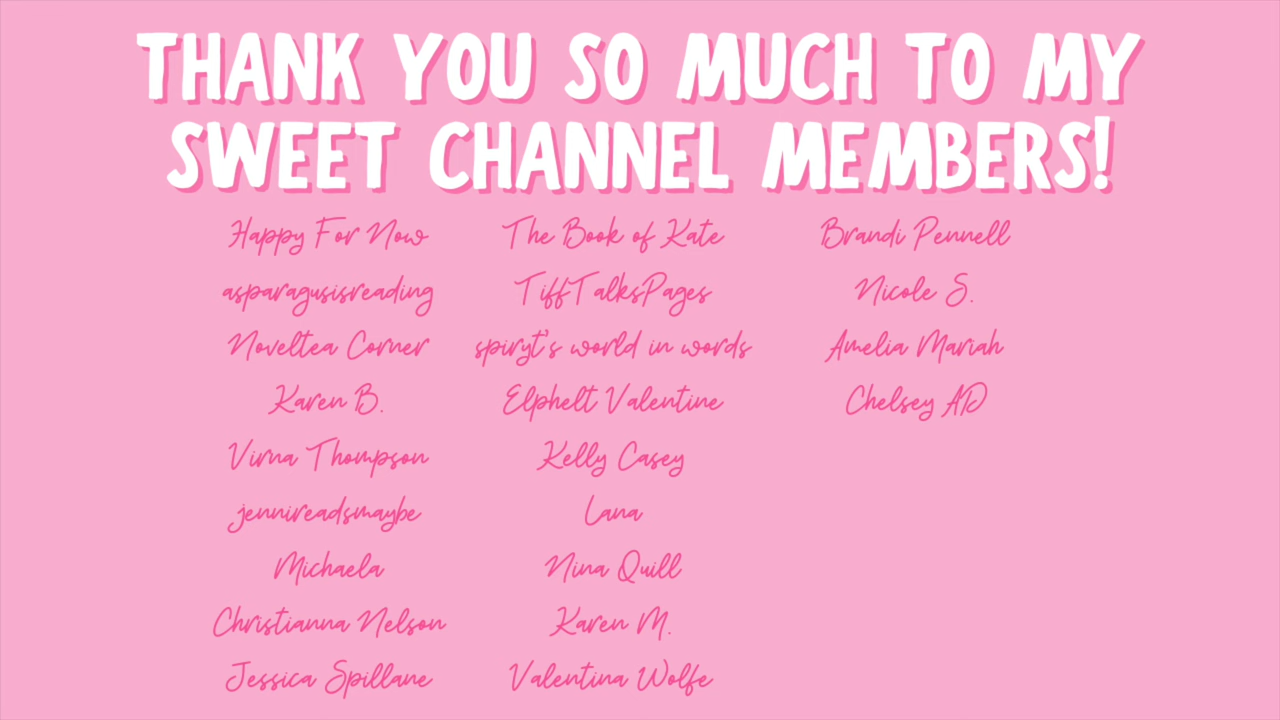 THANK YOU SO MUCH TO MY
SWEET CHANNEL MEMBERS!
Happy For Now
asparagusisreading
Noveltea Corner
Karen B.
Virna Thompson
jennireadsmaybe
Michaela
Christianna Nelson
Jessica Spillane
The Book of Kate
TiffTalksPages
spiryt's world in words
Elphelt Valentine
Kelly Casey
Lana
Nina Quill
Karen M.
Valentina Wolfe
Brandi Pennell
Nicole S.
Amelia Mariah
Chelsey AD